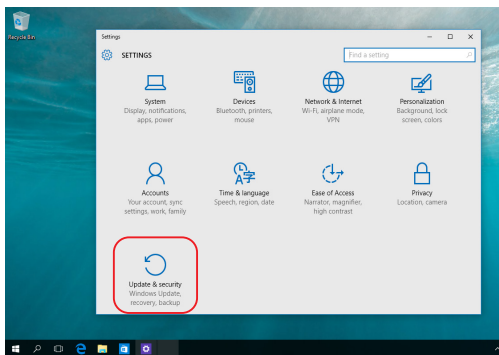 Recycle Bin
Settings
SETTINGS
Find a setting
System
Display, notifications,
apps, power
Devices
Bluetooth, printers,
mouse
Network & Internet
Wi-Fi, airplane mode,
VPN
Personalization
Background, lock
screen, colors
Accounts
Your account, sync
settings, work, family
Time & language
Speech, region, date
Ease of Access
Narrator, magnifier,
high contrast
Privacy
Location, camera
Update & security
Windows Update,
recovery, backup